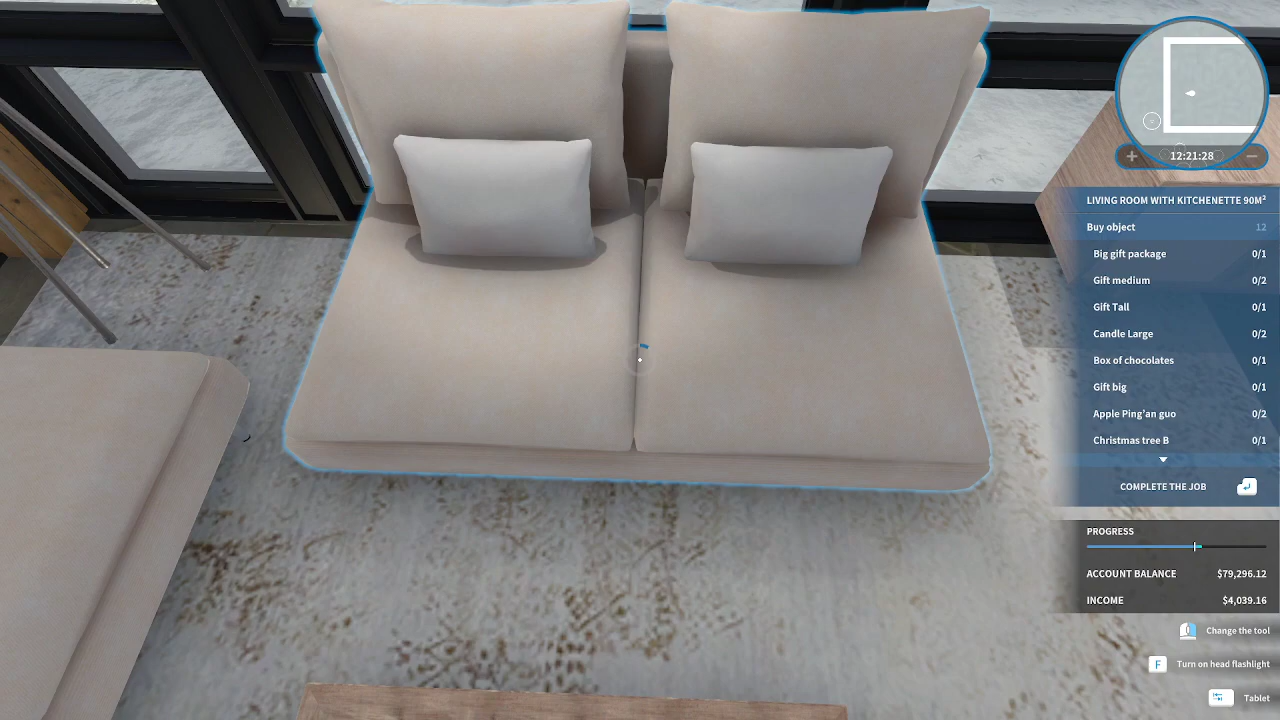 + 12:21:28 −
LIVING ROOM WITH KITCHENETTE 90M²
Buy object 12
Big gift package 0/1
Gift medium 0/2
Gift Tall 0/1
Candle Large 0/2
Box of chocolates 0/1
Gift big 0/1
Apple Ping'an guo 0/2
Christmas tree B 0/1
COMPLETE THE JOB
PROGRESS
ACCOUNT BALANCE $79,296.12
INCOME $4,039.16
Change the tool
F Turn on head flashlight
Tablet